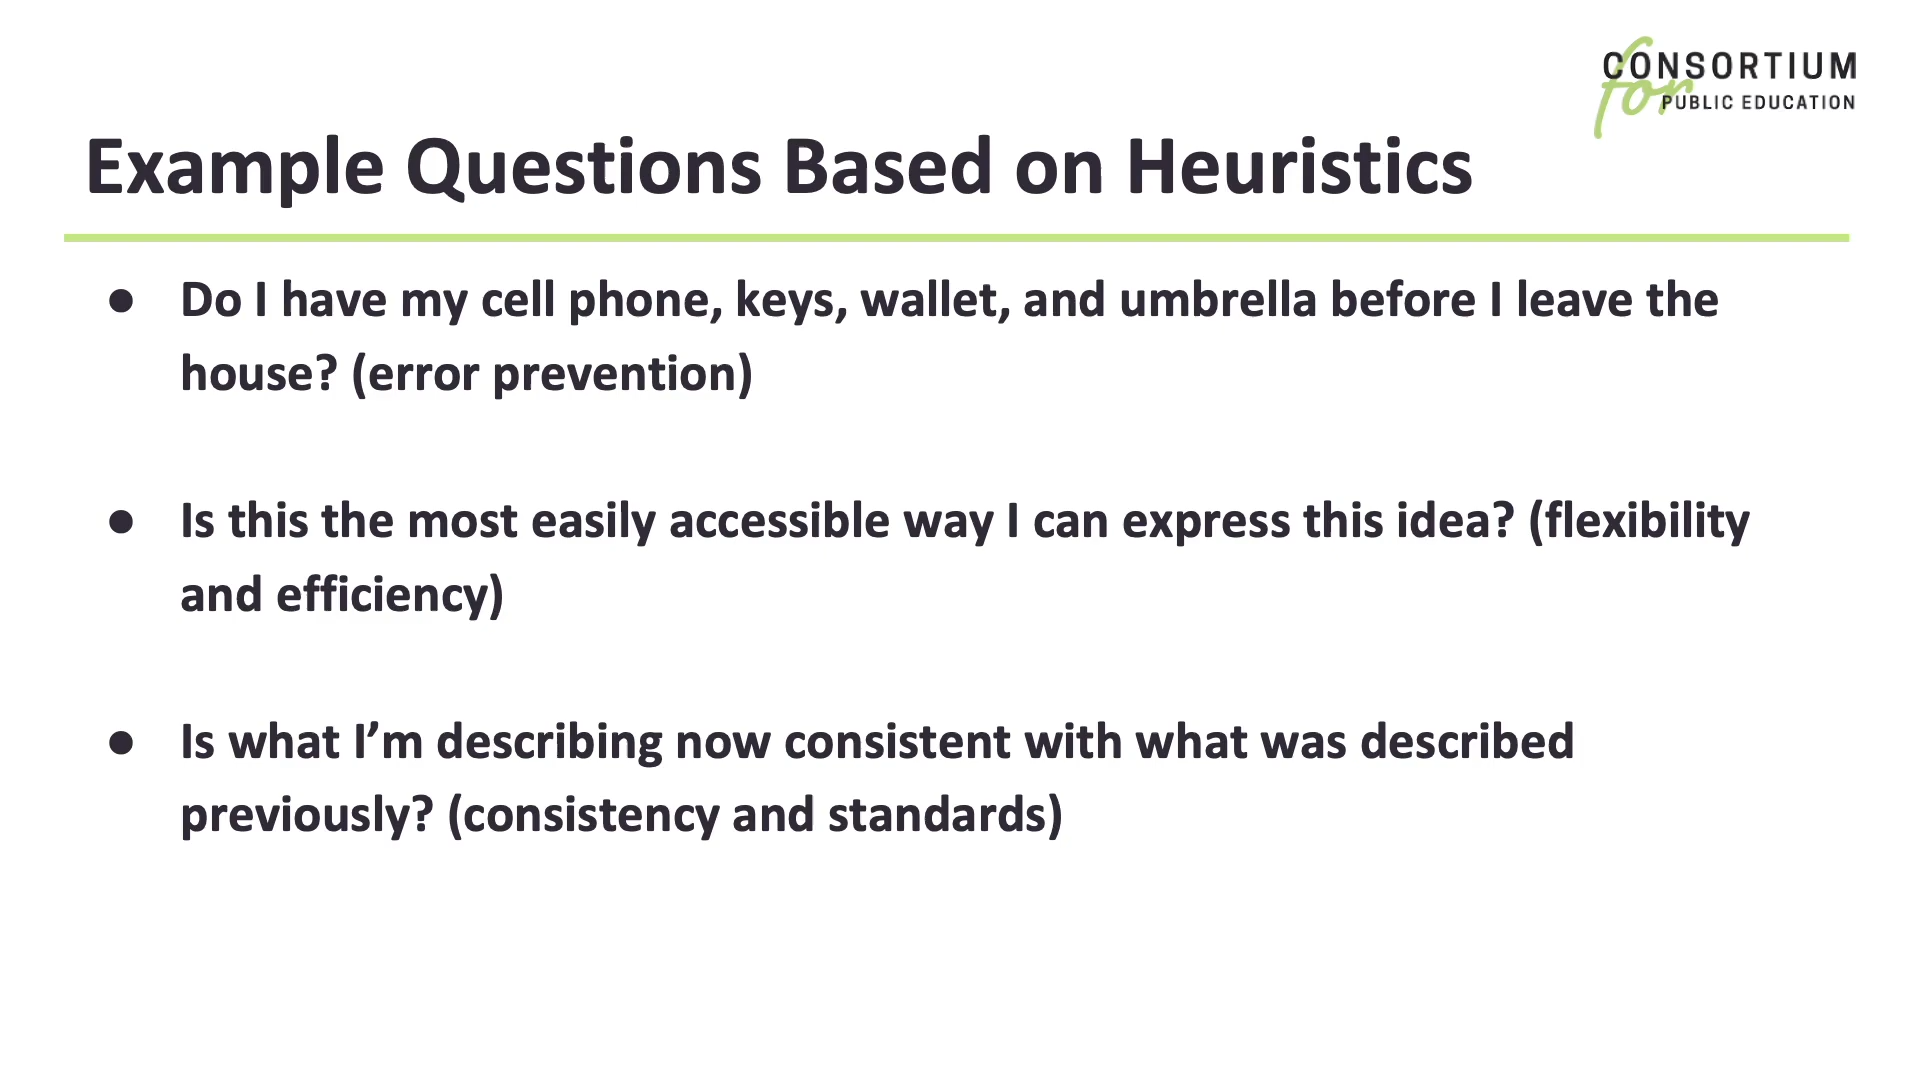 CONSORTIUM
for PUBLIC EDUCATION
Example Questions Based on Heuristics
● Do I have my cell phone, keys, wallet, and umbrella before I leave the
house? (error prevention)
● Is this the most easily accessible way I can express this idea? (flexibility
and efficiency)
● Is what I’m describing now consistent with what was described
previously? (consistency and standards)